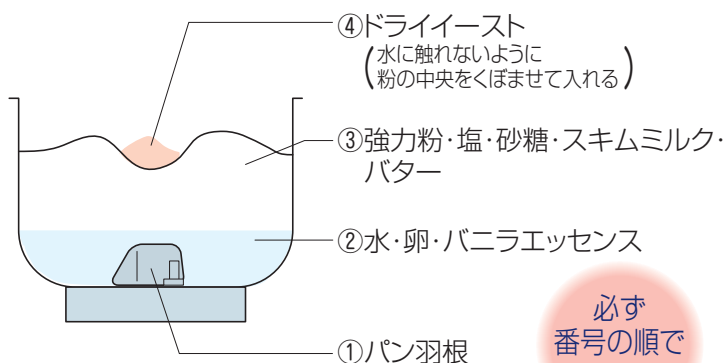 ④ドライイースト
(水に触れないように
粉の中央をくぼませて入れる)
③強力粉・塩・砂糖・スキムミルク・
バター
②水・卵・バニラエッセンス
必ず
番号の順で
①パン羽根